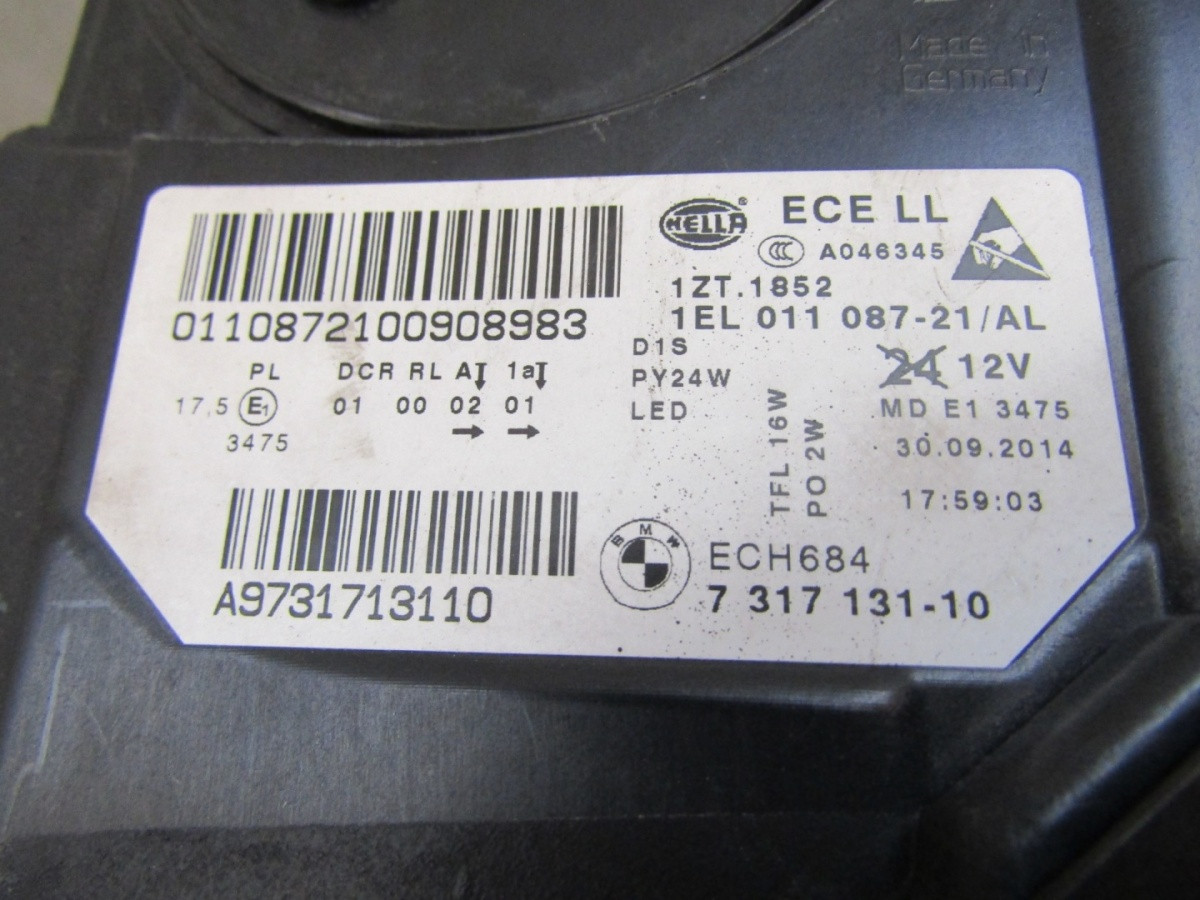 Made in
Germany
HELLA ®
ECE LL
CCC A046345
1ZT.1852
1EL 011 087-21/AL
0110872100908983
PL DCR RL A 1a
17,5 E1 01 00 02 01
3475
D1S
PY24W
LED
TFL 16W
PO 2W
24 12V
MD E1 3475
30.09.2014
17:59:03
A9731713110
BMW
ECH684
7 317 131-10